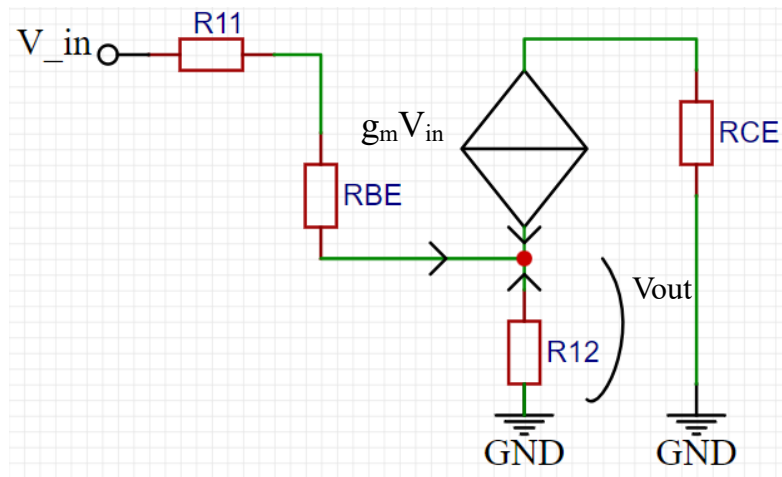 R11
V_in
gmVin
RCE
RBE
Vout
R12
GND
GND